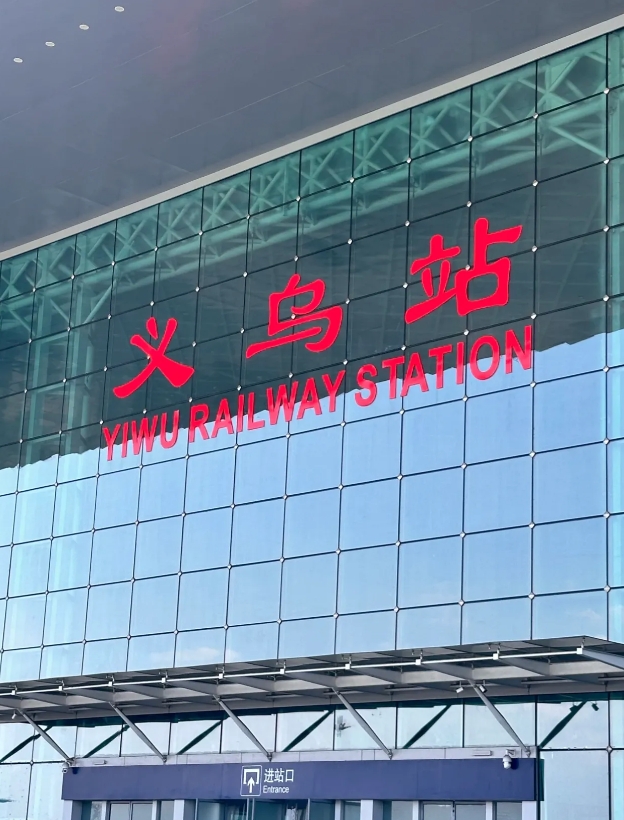 义乌站
YIWU RAILWAY STATION
进站口
Entrance